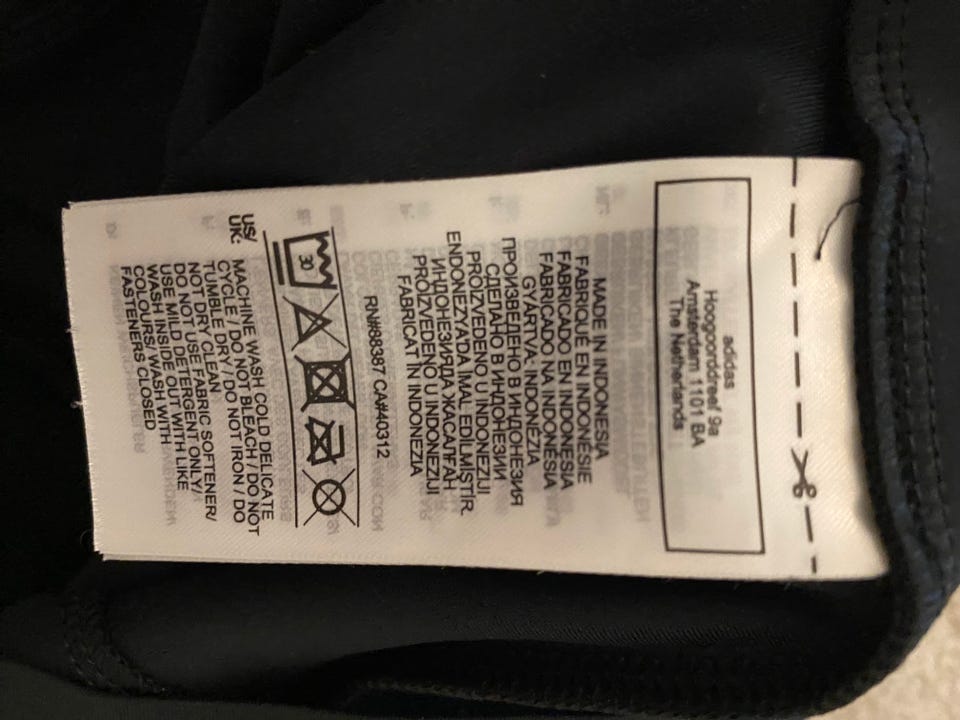 adidas
Hoogoorddreef 9a
Amsterdam 1101 BA
The Netherlands
MADE IN INDONESIA
FABRIQUÉ EN INDONÉSIE
FABRICADO EN INDONESIA
FABRICADO NA INDONÉSIA
GYÁRTVA: INDONÉZIA
ПРОИЗВЕДЕНО В ИНДОНЕЗИЯ
СДЕЛАНО В ИНДОНЕЗИИ
PROIZVEDENO U INDONEZIJI
ENDONEZYA'DA İMAL EDİLMİŞTİR.
ИНДОНЕЗИЯДА ЖАСАЛҒАН
PROIZVEDENO U INDONEZIJI
FABRICAT ÎN INDONEZIA
RN#88387 CA#40312
30
US/
UK:
MACHINE WASH COLD DELICATE
CYCLE / DO NOT BLEACH / DO NOT
TUMBLE DRY / DO NOT IRON / DO
NOT DRY CLEAN
DO NOT USE FABRIC SOFTENER/
USE MILD DETERGENT ONLY/
WASH INSIDE OUT WITH LIKE
COLOURS/ WASH WITH
FASTENERS CLOSED